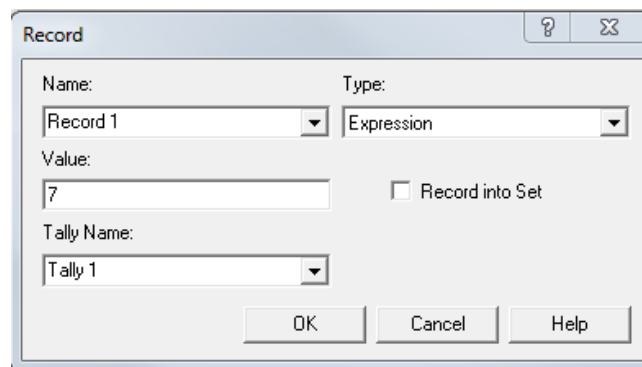 Record
Name: Type:
Record 1 Expression
Value:
7 Record into Set
Tally Name:
Tally 1
OK Cancel Help